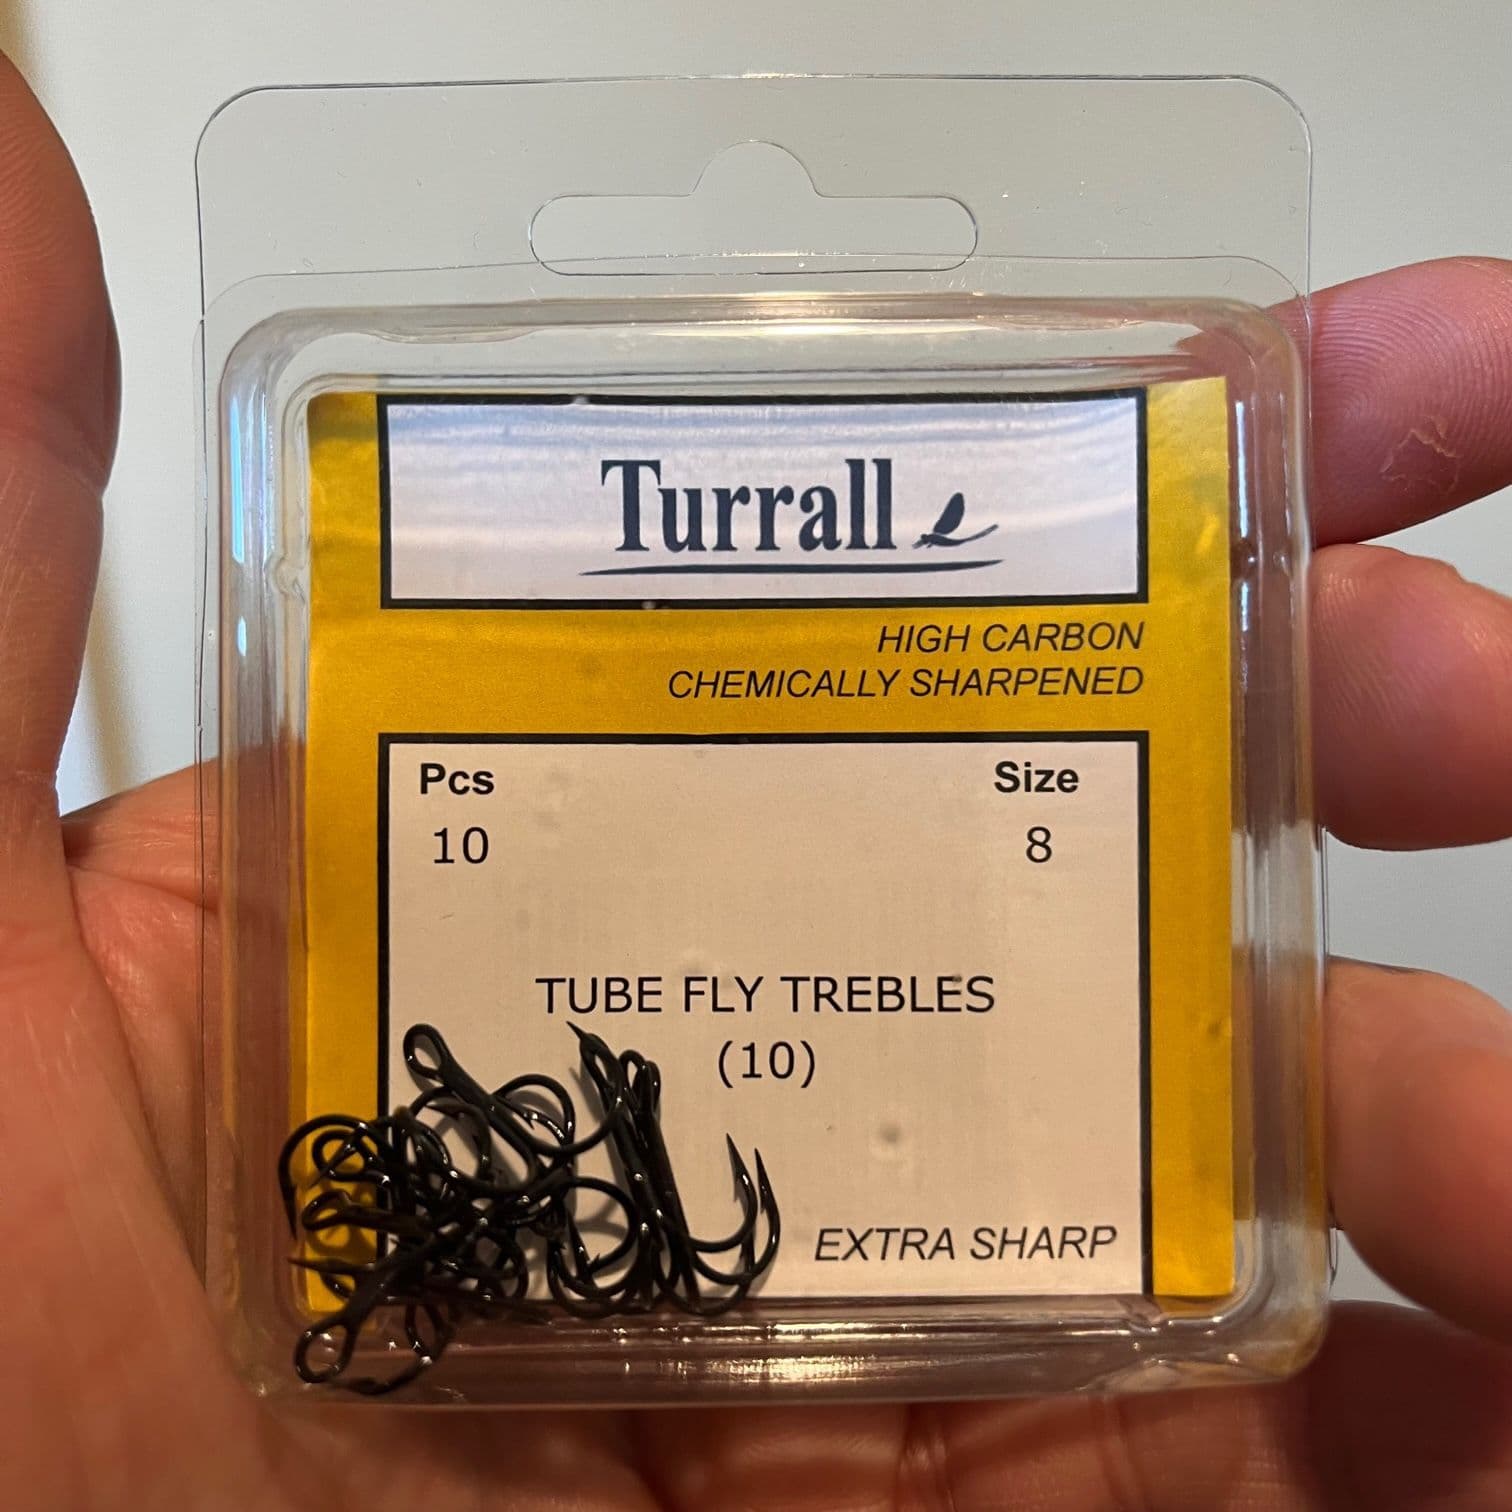 Turrall
HIGH CARBON
CHEMICALLY SHARPENED
Pcs Size
10 8
TUBE FLY TREBLES
(10)
EXTRA SHARP